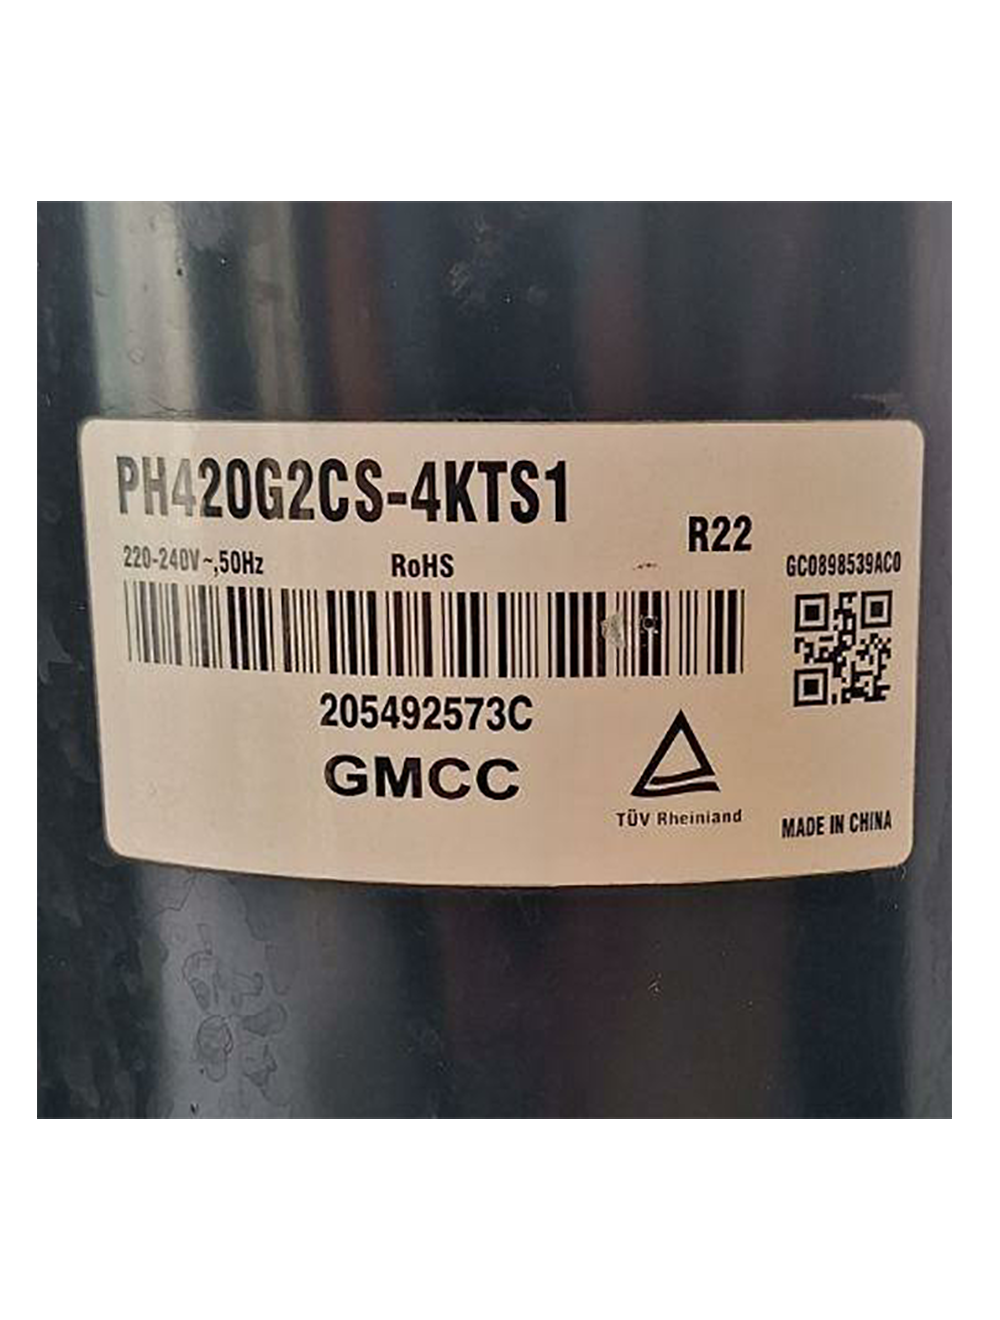 PH420G2CS-4KTS1
R22
220-240V~,50Hz
RoHS
GC0898539AC0
205492573C
GMCC
TÜV Rheinland
MADE IN CHINA